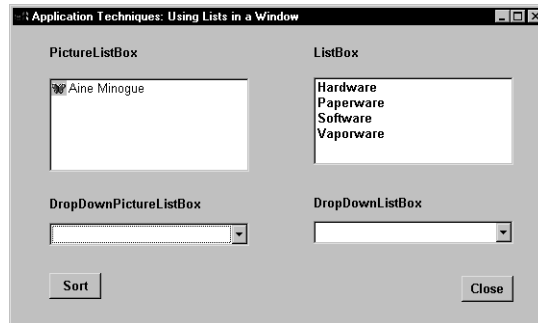 Application Techniques: Using Lists in a Window
PictureListBox
ListBox
Aine Minogue
Hardware
Paperware
Software
Vaporware
DropDownPictureListBox
DropDownListBox
Sort
Close